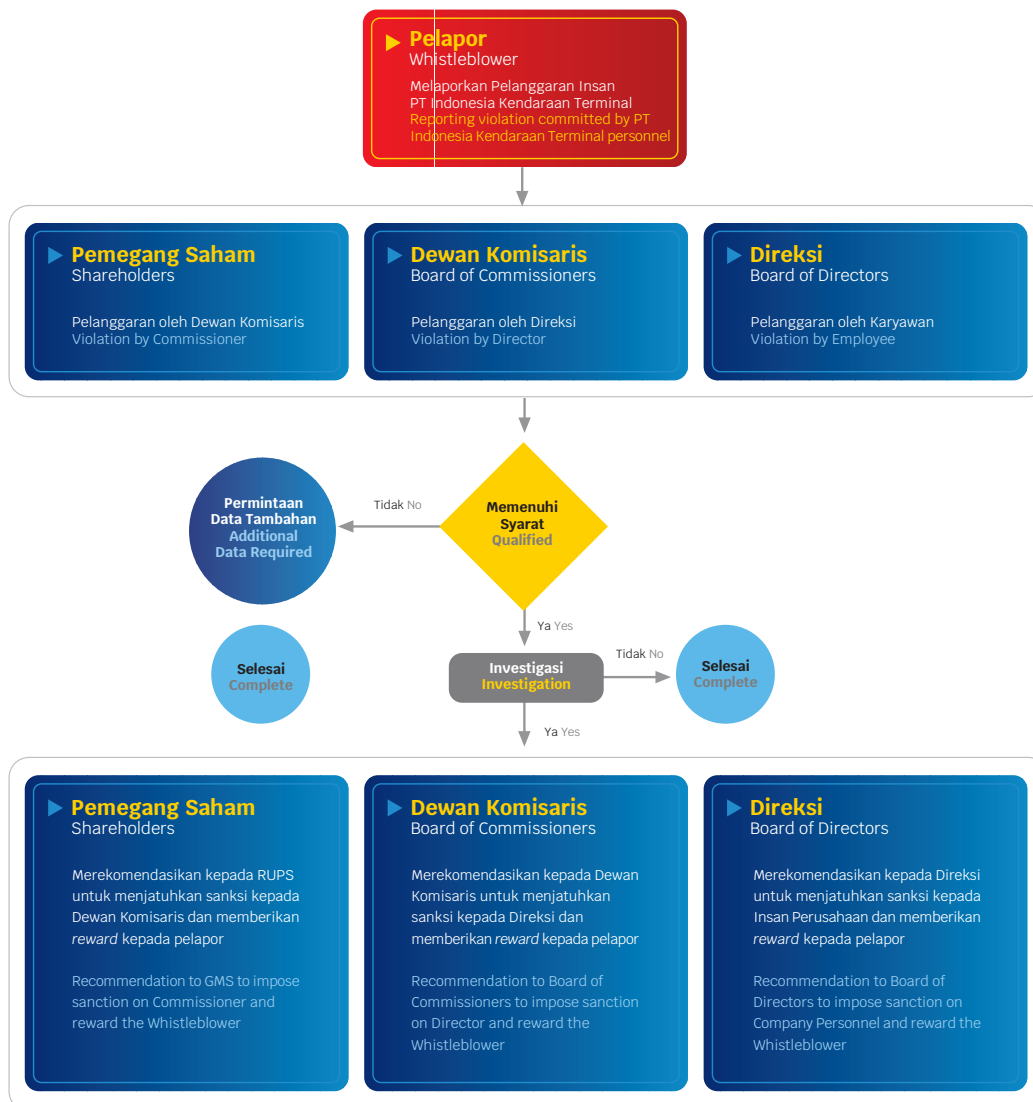 Pelapor
Whistleblower
Melaporkan Pelanggaran Insan
PT Indonesia Kendaraan Terminal
Reporting violation committed by PT
Indonesia Kendaraan Terminal personnel
Pemegang Saham
Shareholders
Pelanggaran oleh Dewan Komisaris
Violation by Commissioner
Dewan Komisaris
Board of Commissioners
Pelanggaran oleh Direksi
Violation by Director
Direksi
Board of Directors
Pelanggaran oleh Karyawan
Violation by Employee
Permintaan
Data Tambahan
Additional
Data Required
Tidak No
Memenuhi
Syarat
Qualified
Ya Yes
Selesai
Complete
Investigasi
Investigation
Tidak No
Selesai
Complete
Ya Yes
Pemegang Saham
Shareholders
Merekomendasikan kepada RUPS
untuk menjatuhkan sanksi kepada
Dewan Komisaris dan memberikan
reward kepada pelapor
Recommendation to GMS to impose
sanction on Commissioner and
reward the Whistleblower
Dewan Komisaris
Board of Commissioners
Merekomendasikan kepada Dewan
Komisaris untuk menjatuhkan
sanksi kepada Direksi dan
memberikan reward kepada pelapor
Recommendation to Board of
Commissioners to impose sanction
on Director and reward the
Whistleblower
Direksi
Board of Directors
Merekomendasikan kepada Direksi
untuk menjatuhkan sanksi kepada
Insan Perusahaan dan memberikan
reward kepada pelapor
Recommendation to Board of
Directors to impose sanction on
Company Personnel and reward the
Whistleblower